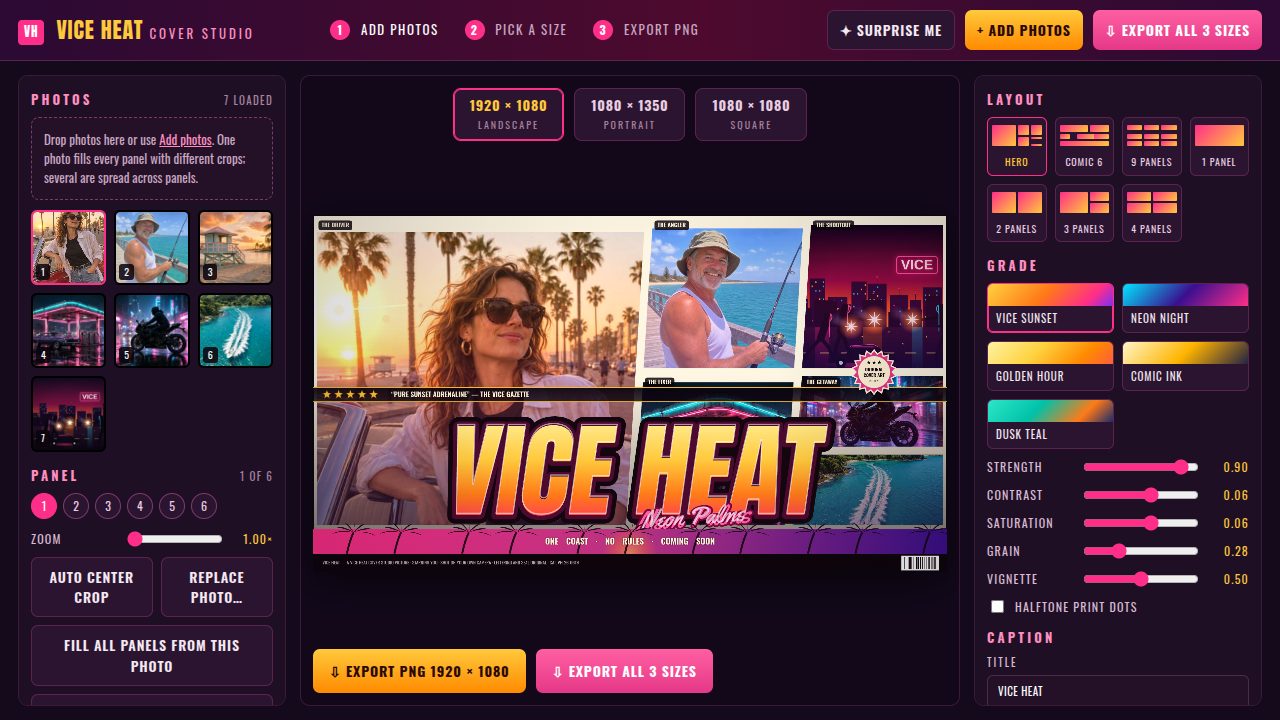 VH VICE HEAT COVER STUDIO
1 ADD PHOTOS 2 PICK A SIZE 3 EXPORT PNG
✦ SURPRISE ME
+ ADD PHOTOS
⇩ EXPORT ALL 3 SIZES
PHOTOS 7 LOADED
Drop photos here or use Add photos. One
photo fills every panel with different crops;
several are spread across panels.
1 2 3
4 5 6
VICE
7
PANEL 1 OF 6
1 2 3 4 5 6
ZOOM 1.00×
AUTO CENTER
CROP
REPLACE
PHOTO…
FILL ALL PANELS FROM THIS
PHOTO
1920 × 1080
LANDSCAPE
1080 × 1350
PORTRAIT
1080 × 1080
SQUARE
THE DRIVER
THE ANGLER
THE SHOOTOUT
VICE
THE FIXER
THE GETAWAY
★★★★★ "PURE SUNSET ADRENALINE" — THE VICE GAZETTE
VICE HEAT
Neon Palms
ONE COAST · NO RULES · COMING SOON
⇩ EXPORT PNG 1920 × 1080
⇩ EXPORT ALL 3 SIZES
LAYOUT
HERO
COMIC 6
9 PANELS
1 PANEL
2 PANELS
3 PANELS
4 PANELS
GRADE
VICE SUNSET
NEON NIGHT
GOLDEN HOUR
COMIC INK
DUSK TEAL
STRENGTH 0.90
CONTRAST 0.06
SATURATION 0.06
GRAIN 0.28
VIGNETTE 0.50
HALFTONE PRINT DOTS
CAPTION
TITLE
VICE HEAT